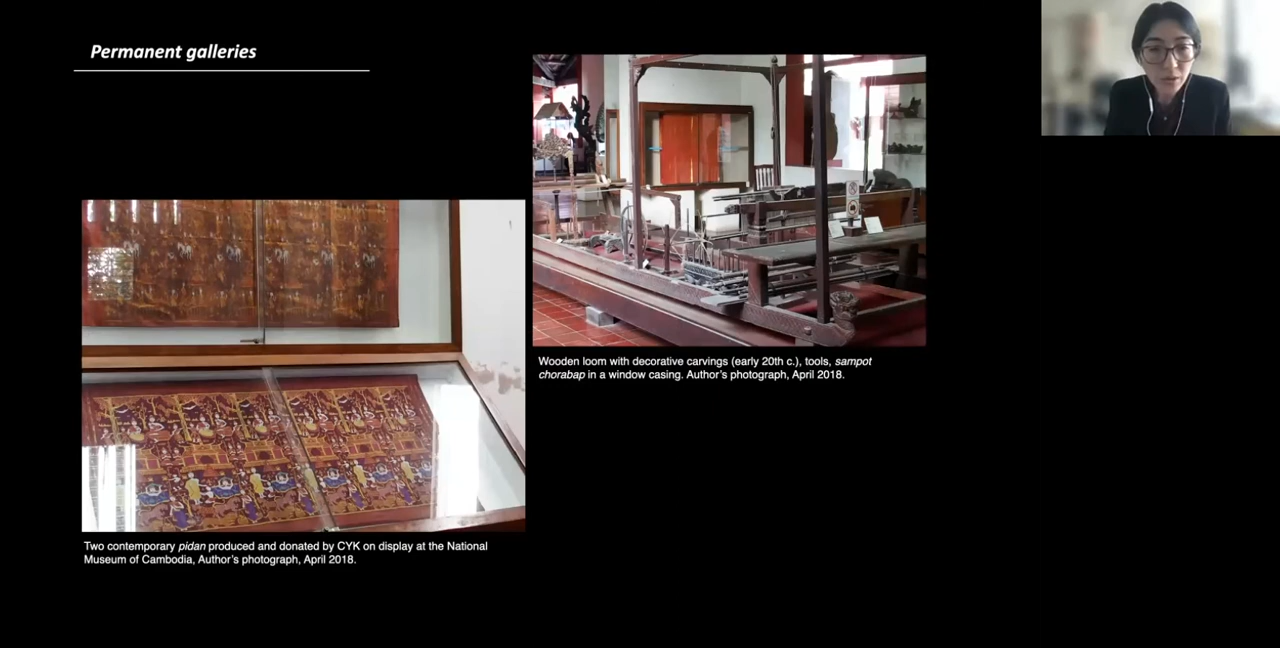 Permanent galleries
Wooden loom with decorative carvings (early 20th c.), tools, sampot
chorabap in a window casing. Author's photograph, April 2018.
Two contemporary pidan produced and donated by CYK on display at the National
Museum of Cambodia, Author's photograph, April 2018.